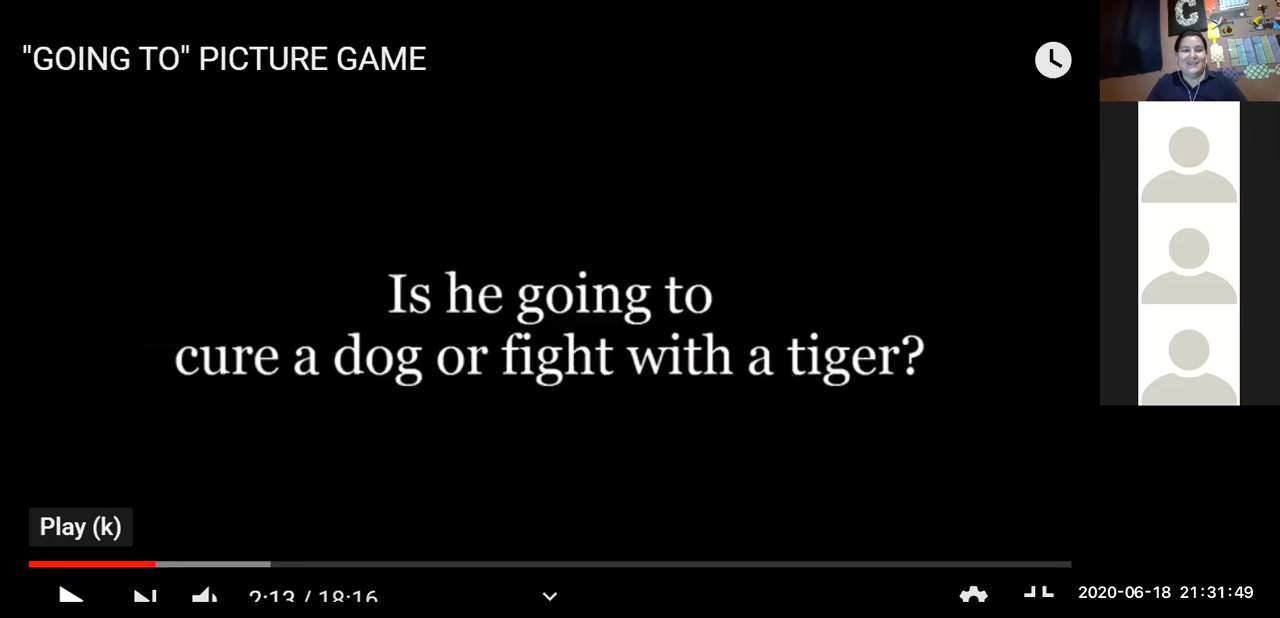 "GOING TO" PICTURE GAME
C
Is he going to
cure a dog or fight with a tiger?
Play (k)
2:13 / 18:16
2020-06-18 21:31:49